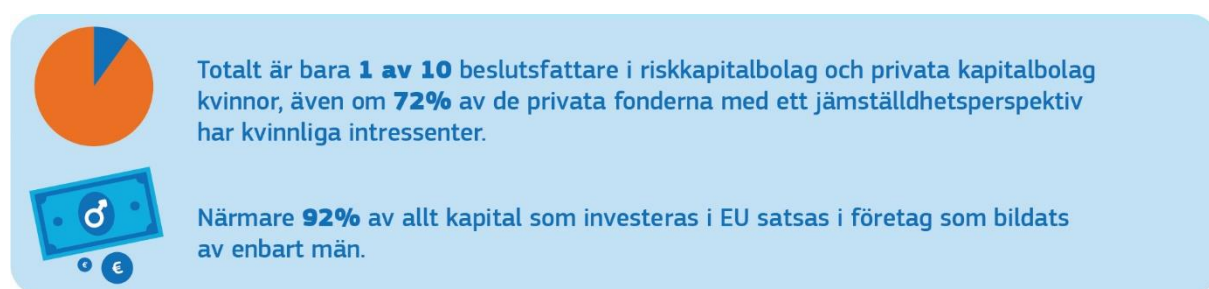 Totalt är bara 1 av 10 beslutsfattare i riskkapitalbolag och privata kapitalbolag
kvinnor, även om 72% av de privata fonderna med ett jämställdhetsperspektiv
har kvinnliga intressenter.
Närmare 92% av allt kapital som investeras i EU satsas i företag som bildats
av enbart män.
€ €